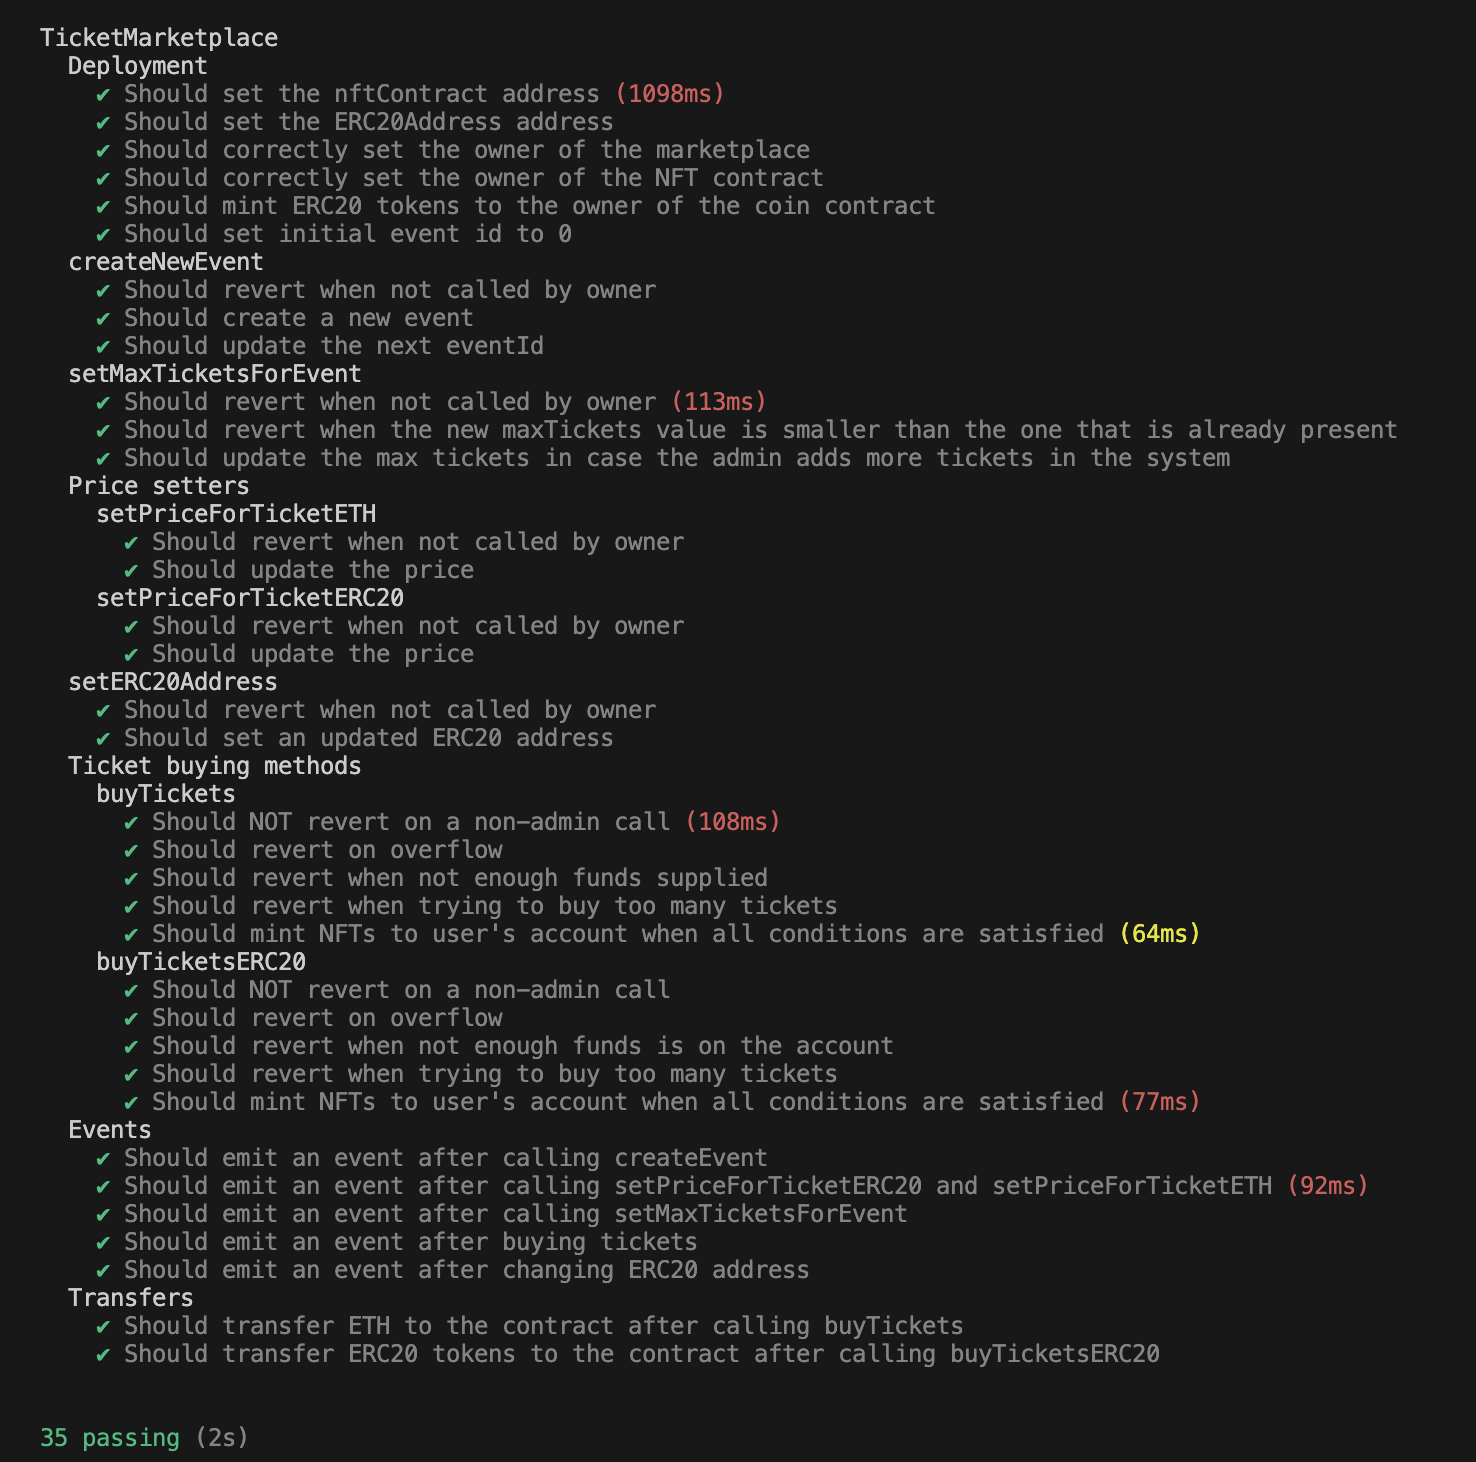 TicketMarketplace
Deployment
✔ Should set the nftContract address (1098ms)
✔ Should set the ERC20Address address
✔ Should correctly set the owner of the marketplace
✔ Should correctly set the owner of the NFT contract
✔ Should mint ERC20 tokens to the owner of the coin contract
✔ Should set initial event id to 0
createNewEvent
✔ Should revert when not called by owner
✔ Should create a new event
✔ Should update the next eventId
setMaxTicketsForEvent
✔ Should revert when not called by owner (113ms)
✔ Should revert when the new maxTickets value is smaller than the one that is already present
✔ Should update the max tickets in case the admin adds more tickets in the system
Price setters
setPriceForTicketETH
✔ Should revert when not called by owner
✔ Should update the price
setPriceForTicketERC20
✔ Should revert when not called by owner
✔ Should update the price
setERC20Address
✔ Should revert when not called by owner
✔ Should set an updated ERC20 address
Ticket buying methods
buyTickets
✔ Should NOT revert on a non-admin call (108ms)
✔ Should revert on overflow
✔ Should revert when not enough funds supplied
✔ Should revert when trying to buy too many tickets
✔ Should mint NFTs to user's account when all conditions are satisfied (64ms)
buyTicketsERC20
✔ Should NOT revert on a non-admin call
✔ Should revert on overflow
✔ Should revert when not enough funds is on the account
✔ Should revert when trying to buy too many tickets
✔ Should mint NFTs to user's account when all conditions are satisfied (77ms)
Events
✔ Should emit an event after calling createEvent
✔ Should emit an event after calling setPriceForTicketERC20 and setPriceForTicketETH (92ms)
✔ Should emit an event after calling setMaxTicketsForEvent
✔ Should emit an event after buying tickets
✔ Should emit an event after changing ERC20 address
Transfers
✔ Should transfer ETH to the contract after calling buyTickets
✔ Should transfer ERC20 tokens to the contract after calling buyTicketsERC20
35 passing (2s)